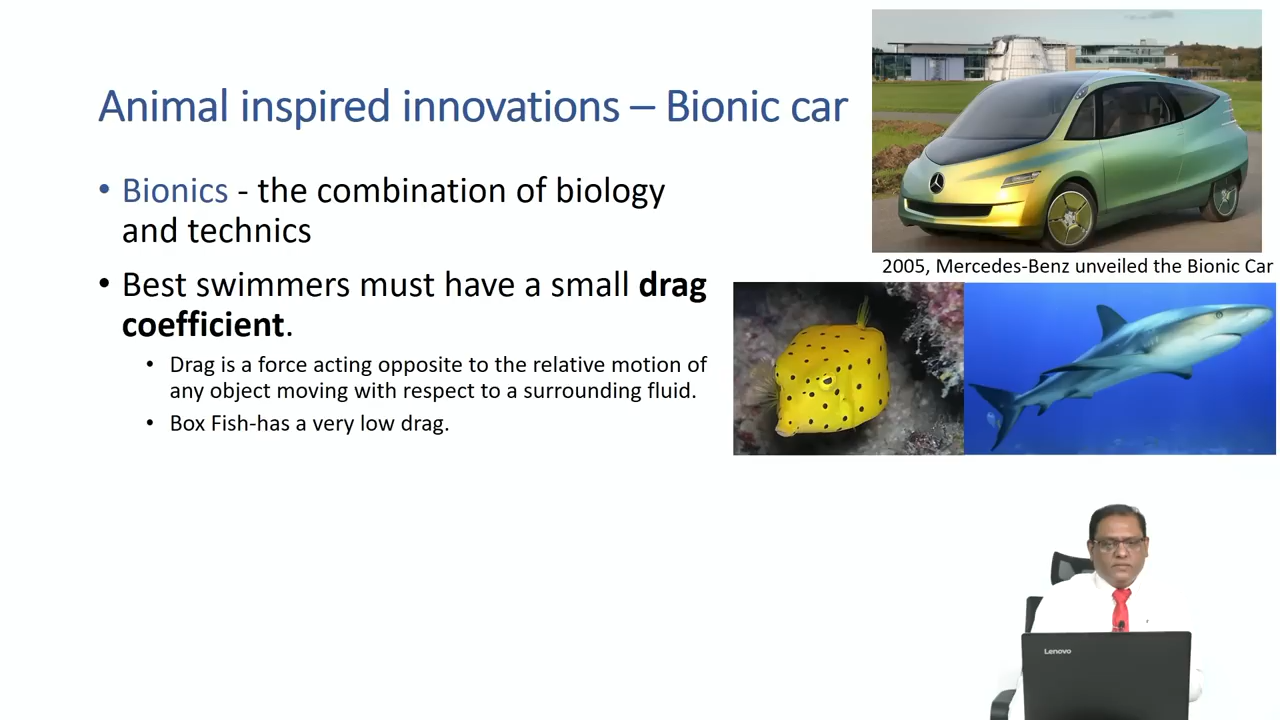 Animal inspired innovations – Bionic car
• Bionics - the combination of biology
and technics
• Best swimmers must have a small drag
coefficient.
• Drag is a force acting opposite to the relative motion of
any object moving with respect to a surrounding fluid.
• Box Fish-has a very low drag.
2005, Mercedes-Benz unveiled the Bionic Car
Lenovo